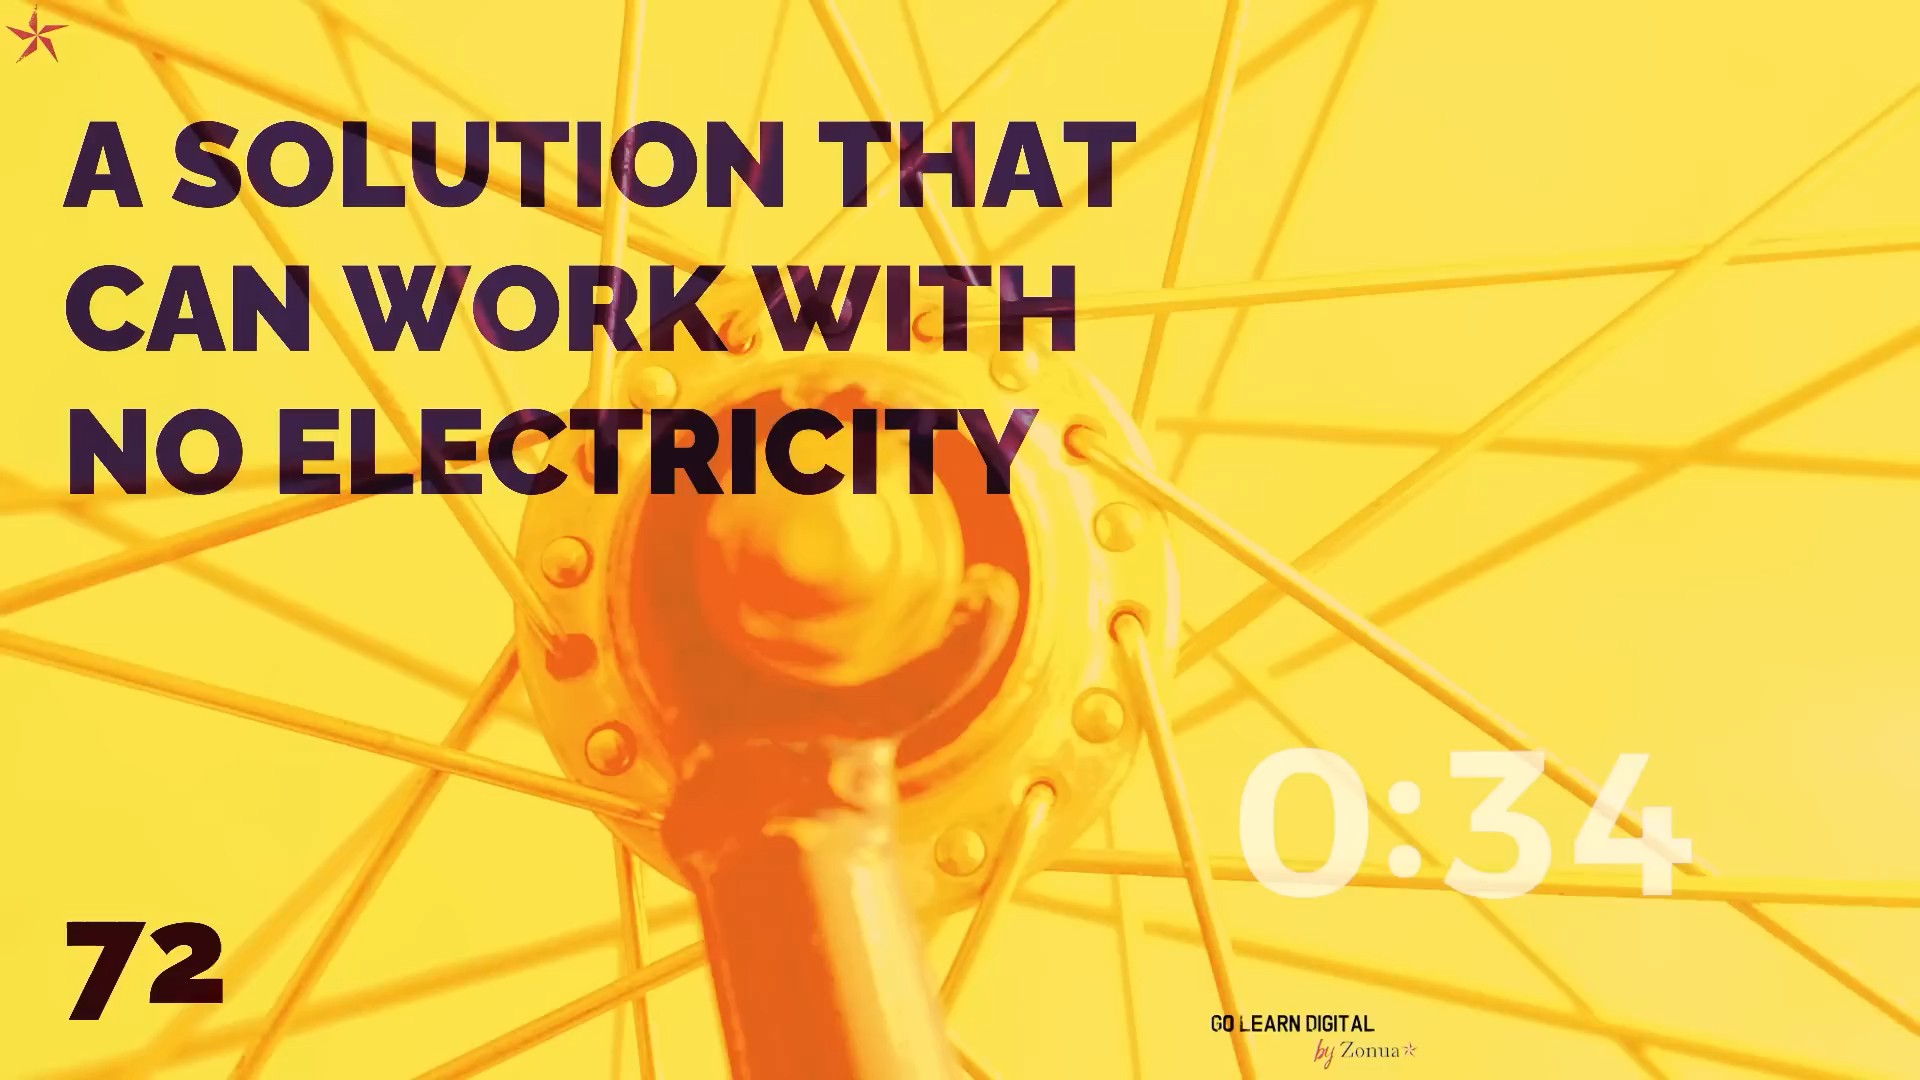 A SOLUTION THAT
CAN WORK WITH
NO ELECTRICITY
0:34
72
GO LEARN DIGITAL
by Zonua